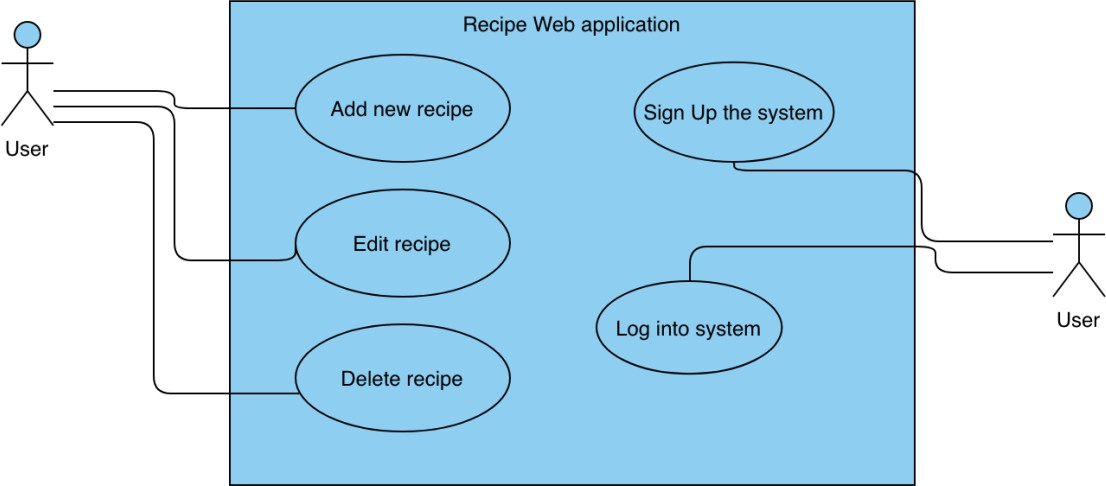 Recipe Web application
User
Add new recipe
Sign Up the system
Edit recipe
User
Log into system
Delete recipe